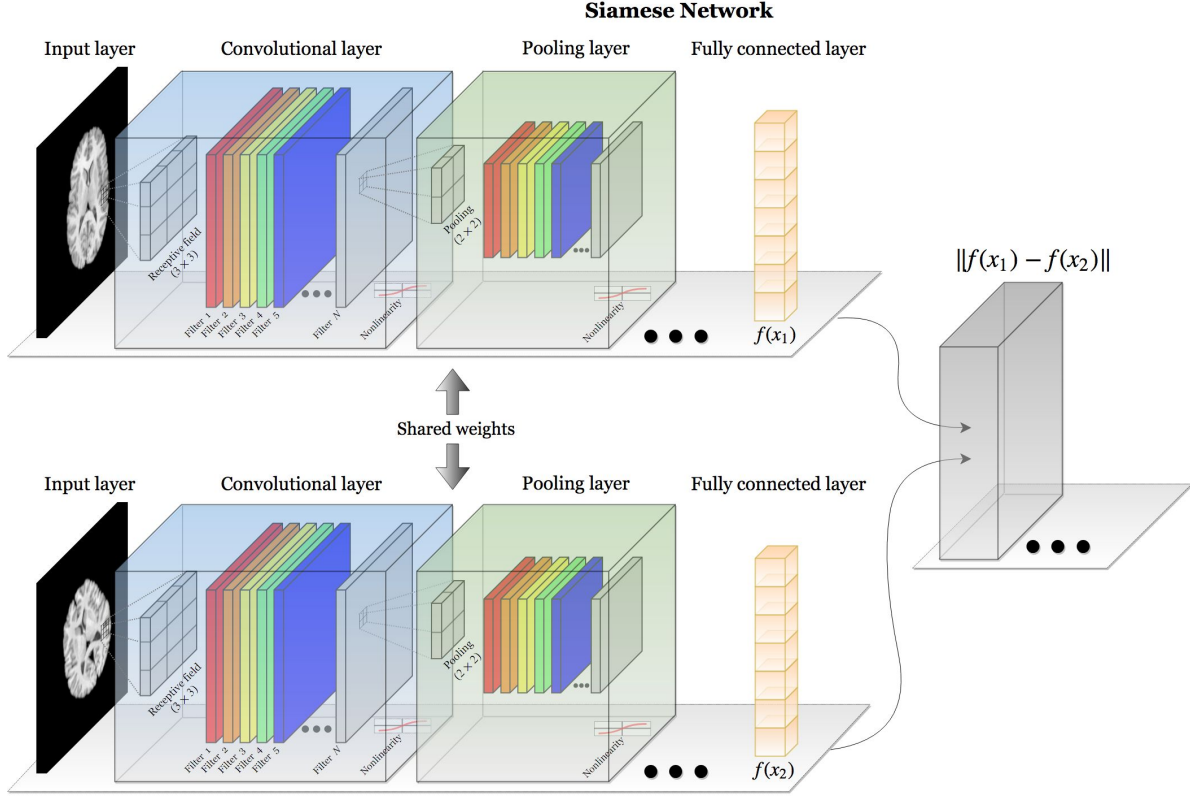 Siamese Network
Input layer
Convolutional layer
Pooling layer
Fully connected layer
Receptive field
(3 × 3)
Filter 1
Filter 2
Filter 3
Filter 4
Filter 5
Filter N
Nonlinearity
Pooling
(2 × 2)
Nonlinearity
f(x₁)
||f(x₁) − f(x₂)||
Shared weights
Input layer
Convolutional layer
Pooling layer
Fully connected layer
Receptive field
(3 × 3)
Filter 1
Filter 2
Filter 3
Filter 4
Filter 5
Filter N
Nonlinearity
Pooling
(2 × 2)
Nonlinearity
f(x₂)